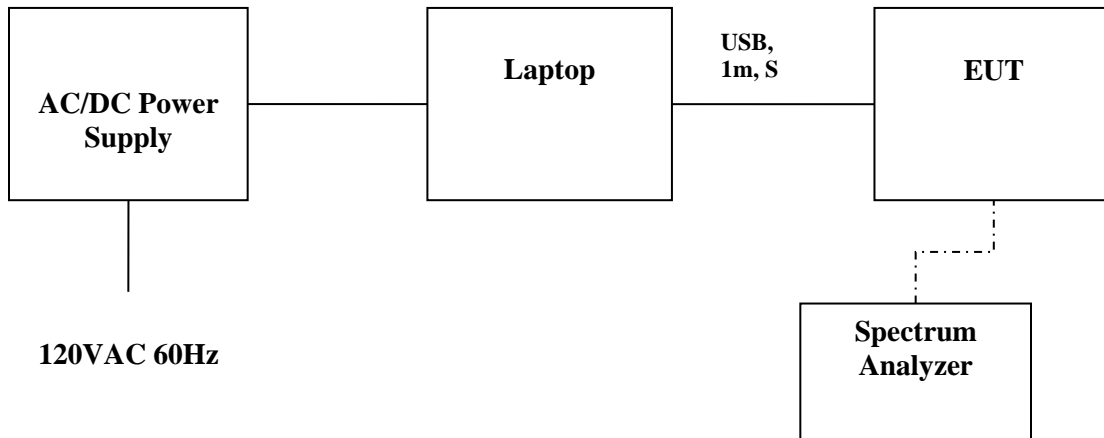 AC/DC Power
Supply
Laptop
USB,
1m, S
EUT
120VAC 60Hz
Spectrum
Analyzer